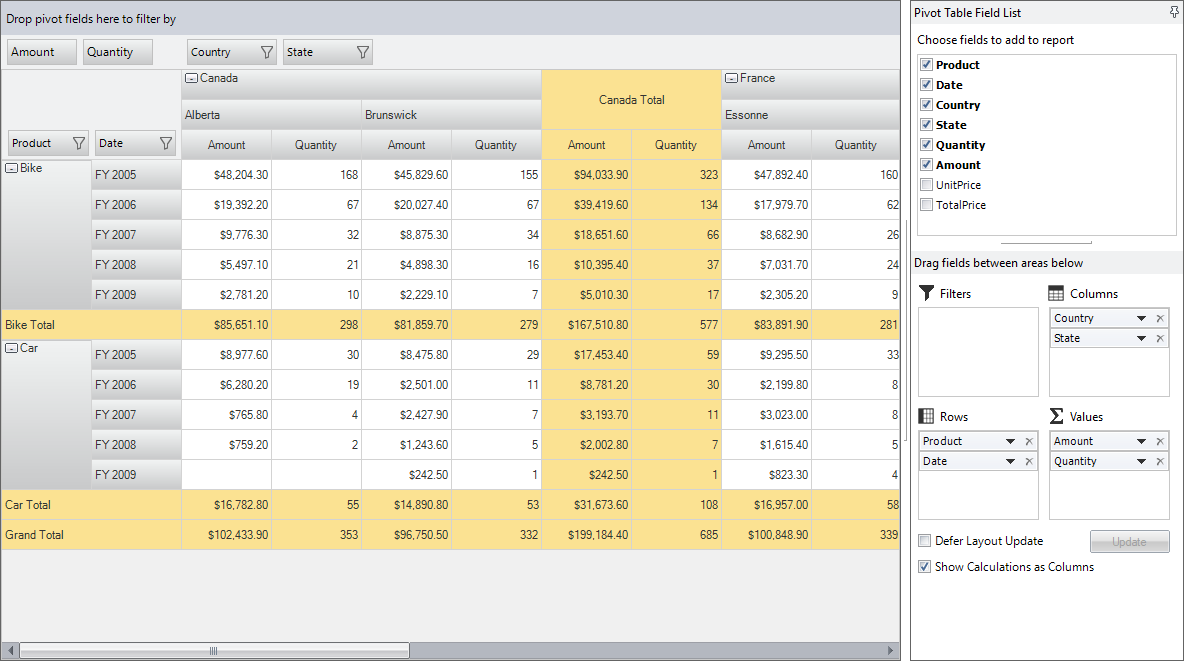 Drop pivot fields here to filter by
Amount Quantity Country State
Canada Canada Total France
Alberta Brunswick Essonne
Product Date Amount Quantity Amount Quantity Amount Quantity Amount Quantity
Bike FY 2005 $48,204.30 168 $45,829.60 155 $94,033.90 323 $47,892.40 160
FY 2006 $19,392.20 67 $20,027.40 67 $39,419.60 134 $17,979.70 62
FY 2007 $9,776.30 32 $8,875.30 34 $18,651.60 66 $8,682.90 26
FY 2008 $5,497.10 21 $4,898.30 16 $10,395.40 37 $7,031.70 24
FY 2009 $2,781.20 10 $2,229.10 7 $5,010.30 17 $2,305.20 9
Bike Total $85,651.10 298 $81,859.70 279 $167,510.80 577 $83,891.90 281
Car FY 2005 $8,977.60 30 $8,475.80 29 $17,453.40 59 $9,295.50 33
FY 2006 $6,280.20 19 $2,501.00 11 $8,781.20 30 $2,199.80 8
FY 2007 $765.80 4 $2,427.90 7 $3,193.70 11 $3,023.00 8
FY 2008 $759.20 2 $1,243.60 5 $2,002.80 7 $1,615.40 5
FY 2009 $242.50 1 $242.50 1 $823.30 4
Car Total $16,782.80 55 $14,890.80 53 $31,673.60 108 $16,957.00 58
Grand Total $102,433.90 353 $96,750.50 332 $199,184.40 685 $100,848.90 339
Pivot Table Field List
Choose fields to add to report
Product
Date
Country
State
Quantity
Amount
UnitPrice
TotalPrice
Drag fields between areas below
Filters Columns
Country
State
Rows Values
Product Amount
Date Quantity
Defer Layout Update Update
Show Calculations as Columns